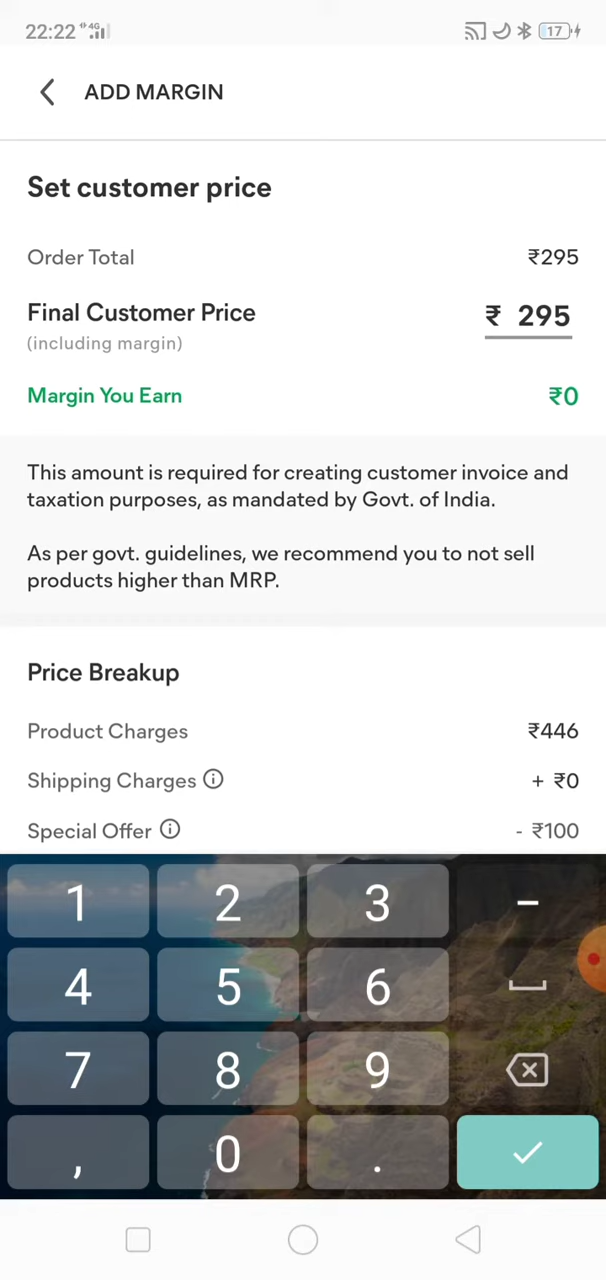 22:22 4G 17
ADD MARGIN
Set customer price
Order Total ₹295
Final Customer Price ₹ 295
(including margin)
Margin You Earn ₹0
This amount is required for creating customer invoice and
taxation purposes, as mandated by Govt. of India.
As per govt. guidelines, we recommend you to not sell
products higher than MRP.
Price Breakup
Product Charges ₹446
Shipping Charges + ₹0
Special Offer - ₹100
1 2 3 –
4 5 6
7 8 9
, 0 .